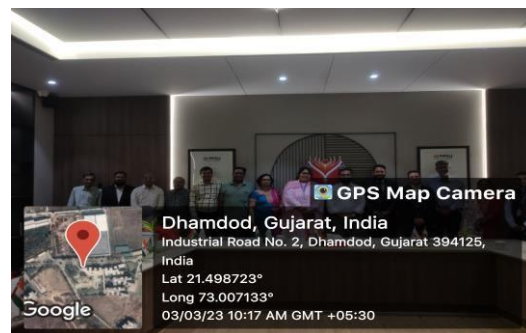 GPS Map Camera
Dhamdod, Gujarat, India
Industrial Road No. 2, Dhamdod, Gujarat 394125,
India
Lat 21.498723°
Long 73.007133°
03/03/23 10:17 AM GMT +05:30
Google